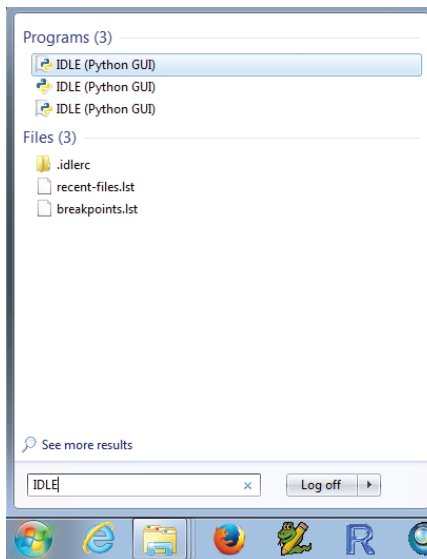 Programs (3)
IDLE (Python GUI)
IDLE (Python GUI)
IDLE (Python GUI)
Files (3)
.idlerc
recent-files.lst
breakpoints.lst
See more results
IDLE
Log off
R